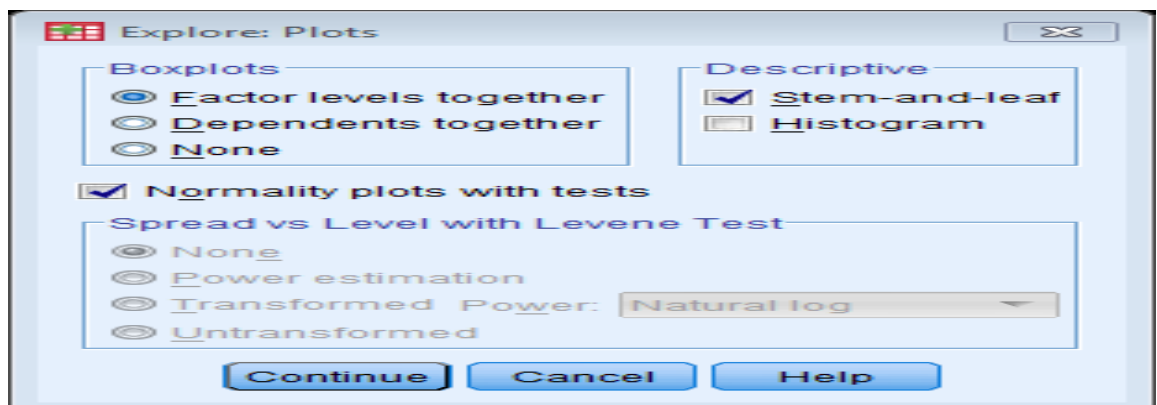 Explore: Plots
Boxplots
Factor levels together
Dependents together
None
Descriptive
Stem-and-leaf
Histogram
Normality plots with tests
Spread vs Level with Levene Test
None
Power estimation
Transformed Power: Natural log
Untransformed
Continue Cancel Help